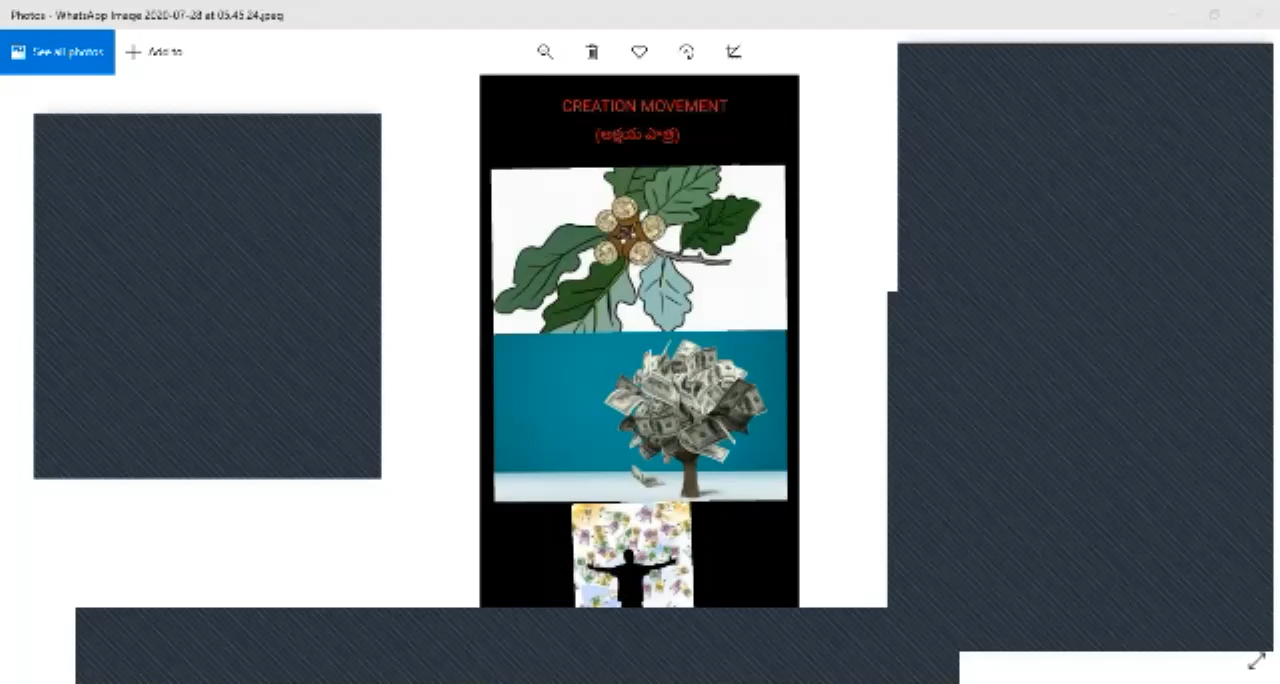 Photos - WhatsApp Image 2020-07-28 at 05.45.24.jpeg
See all photos
Add to
CREATION MOVEMENT
(అక్షయ పాత్ర)